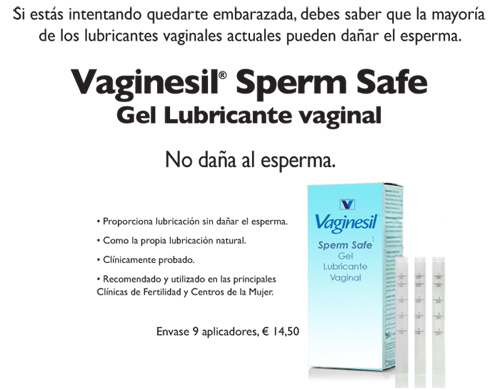 Si estás intentando quedarte embarazada, debes saber que la mayoría
de los lubricantes vaginales actuales pueden dañar el esperma.
Vaginesil® Sperm Safe
Gel Lubricante vaginal
No daña al esperma.
• Proporciona lubricación sin dañar el esperma.
• Como la propia lubricación natural.
• Clínicamente probado.
• Recomendado y utilizado en las principales
Clínicas de Fertilidad y Centros de la Mujer.
Envase 9 aplicadores, € 14,50
V
Vaginesil
Sperm Safe
Gel
Lubricante
Vaginal